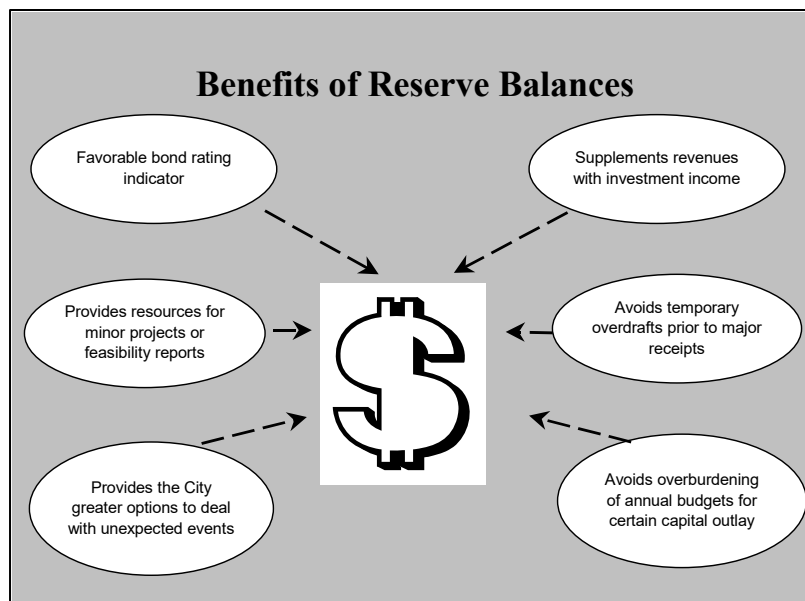 Benefits of Reserve Balances
Favorable bond rating
indicator
Supplements revenues
with investment income
Provides resources for
minor projects or
feasibility reports
Avoids temporary
overdrafts prior to major
receipts
Provides the City
greater options to deal
with unexpected events
Avoids overburdening
of annual budgets for
certain capital outlay
$